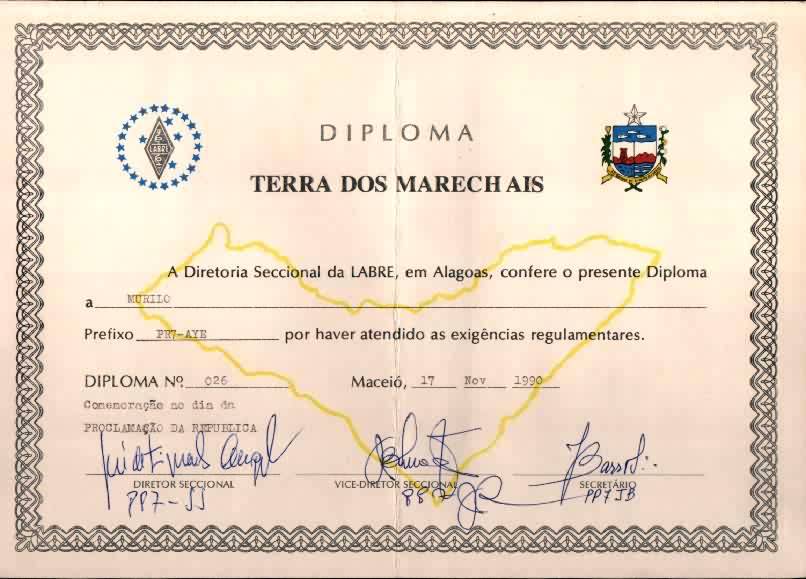 DIPLOMA
TERRA DOS MARECHAIS
LABRE
A Diretoria Seccional da LABRE, em Alagoas, confere o presente Diploma
a MURILO
Prefixo PR7-AYE por haver atendido as exigências regulamentares.
DIPLOMA Nº 026 Maceió, 17 Nov 1990
Comemoração ao dia da
PROCLAMAÇÃO DA REPUBLICA
DIRETOR SECCIONAL VICE-DIRETOR SECCIONAL SECRETÁRIO
PP7-JJ PP7JB